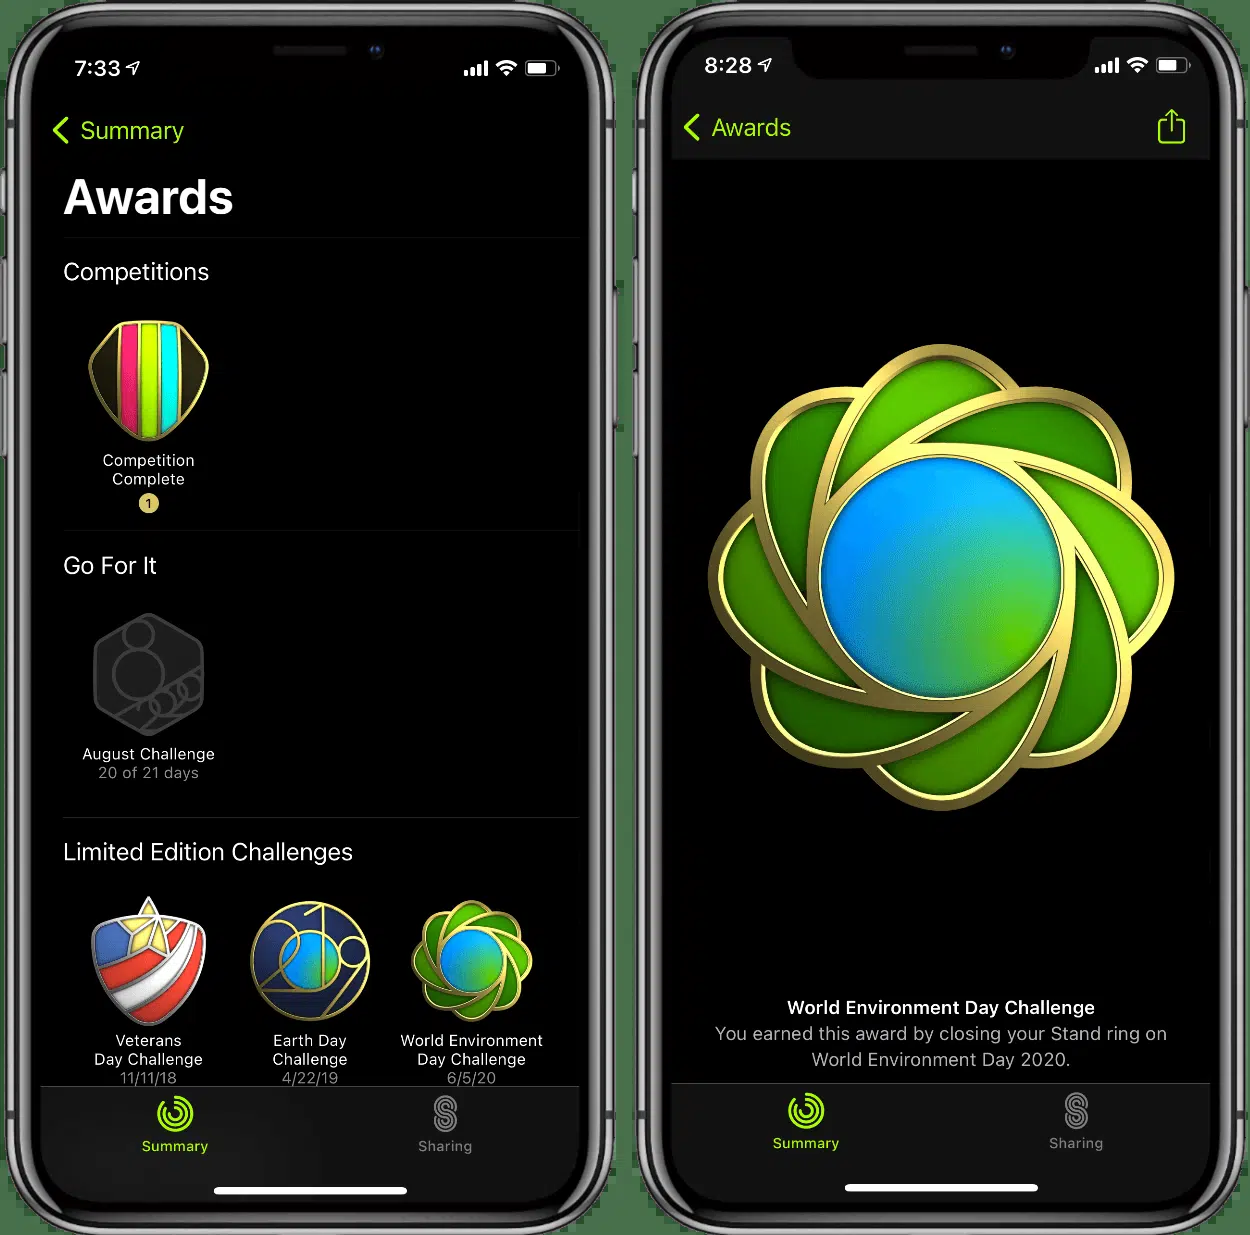 7:33
Summary
Awards
Competitions
Competition
Complete
1
Go For It
August Challenge
20 of 21 days
Limited Edition Challenges
Veterans
Day Challenge
11/11/18
2019
Earth Day
Challenge
4/22/19
World Environment
Day Challenge
6/5/20
Summary
Sharing
8:28
Awards
World Environment Day Challenge
You earned this award by closing your Stand ring on
World Environment Day 2020.
Summary
Sharing